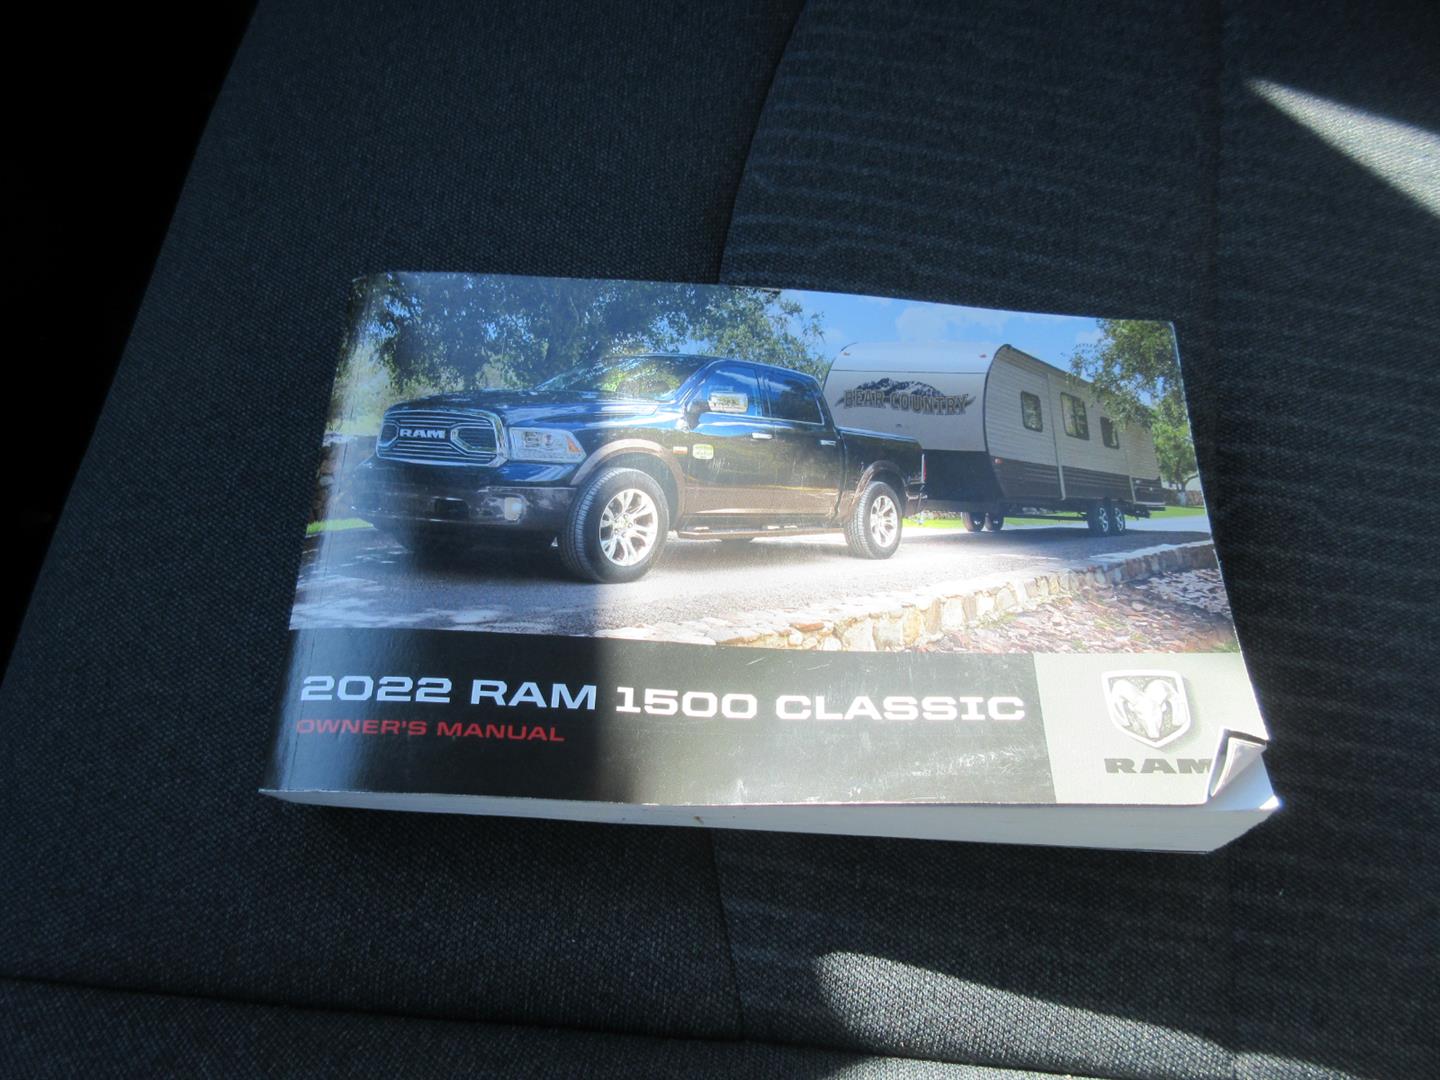 BEAR COUNTRY
RAM
2022 RAM 1500 CLASSIC
OWNER'S MANUAL
RAM